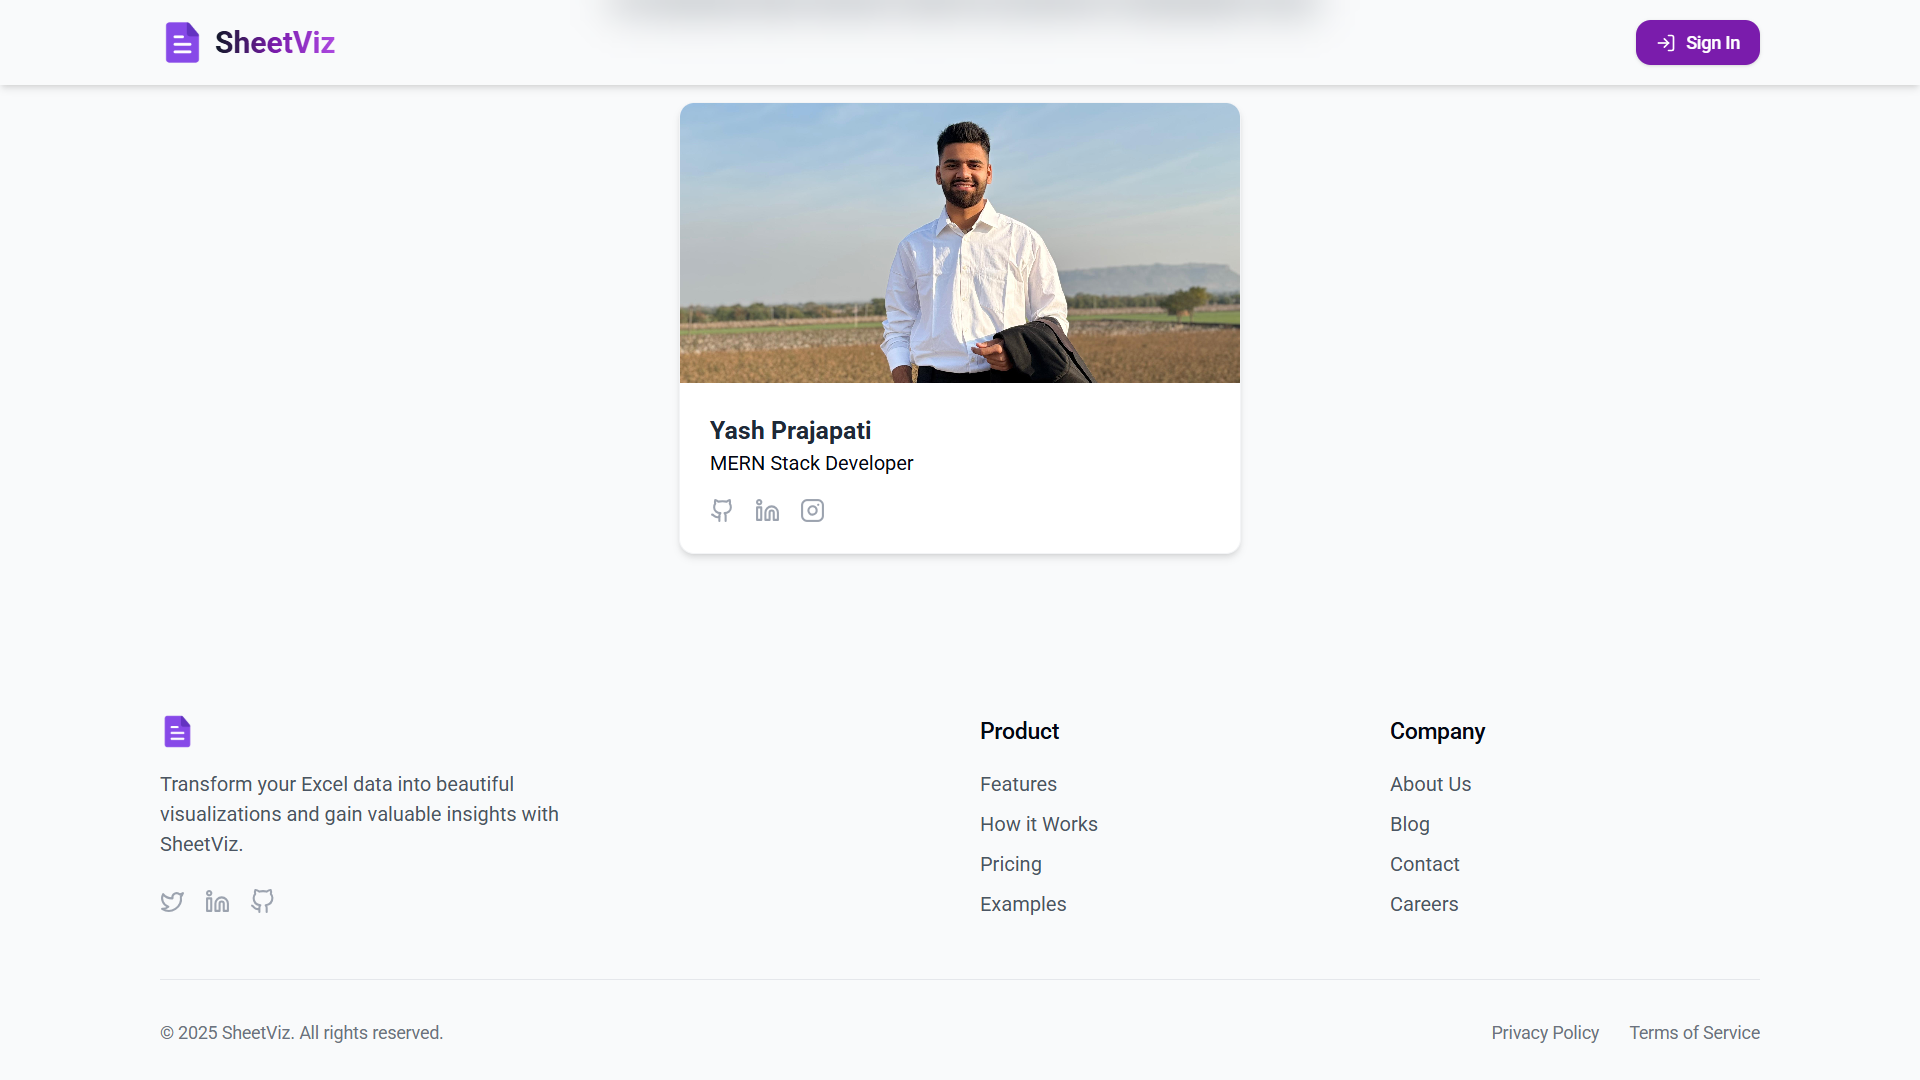 SheetViz
Sign In
Yash Prajapati
MERN Stack Developer
Product
Company
Transform your Excel data into beautiful
visualizations and gain valuable insights with
SheetViz.
Features
How it Works
Pricing
Examples
About Us
Blog
Contact
Careers
© 2025 SheetViz. All rights reserved.
Privacy Policy
Terms of Service